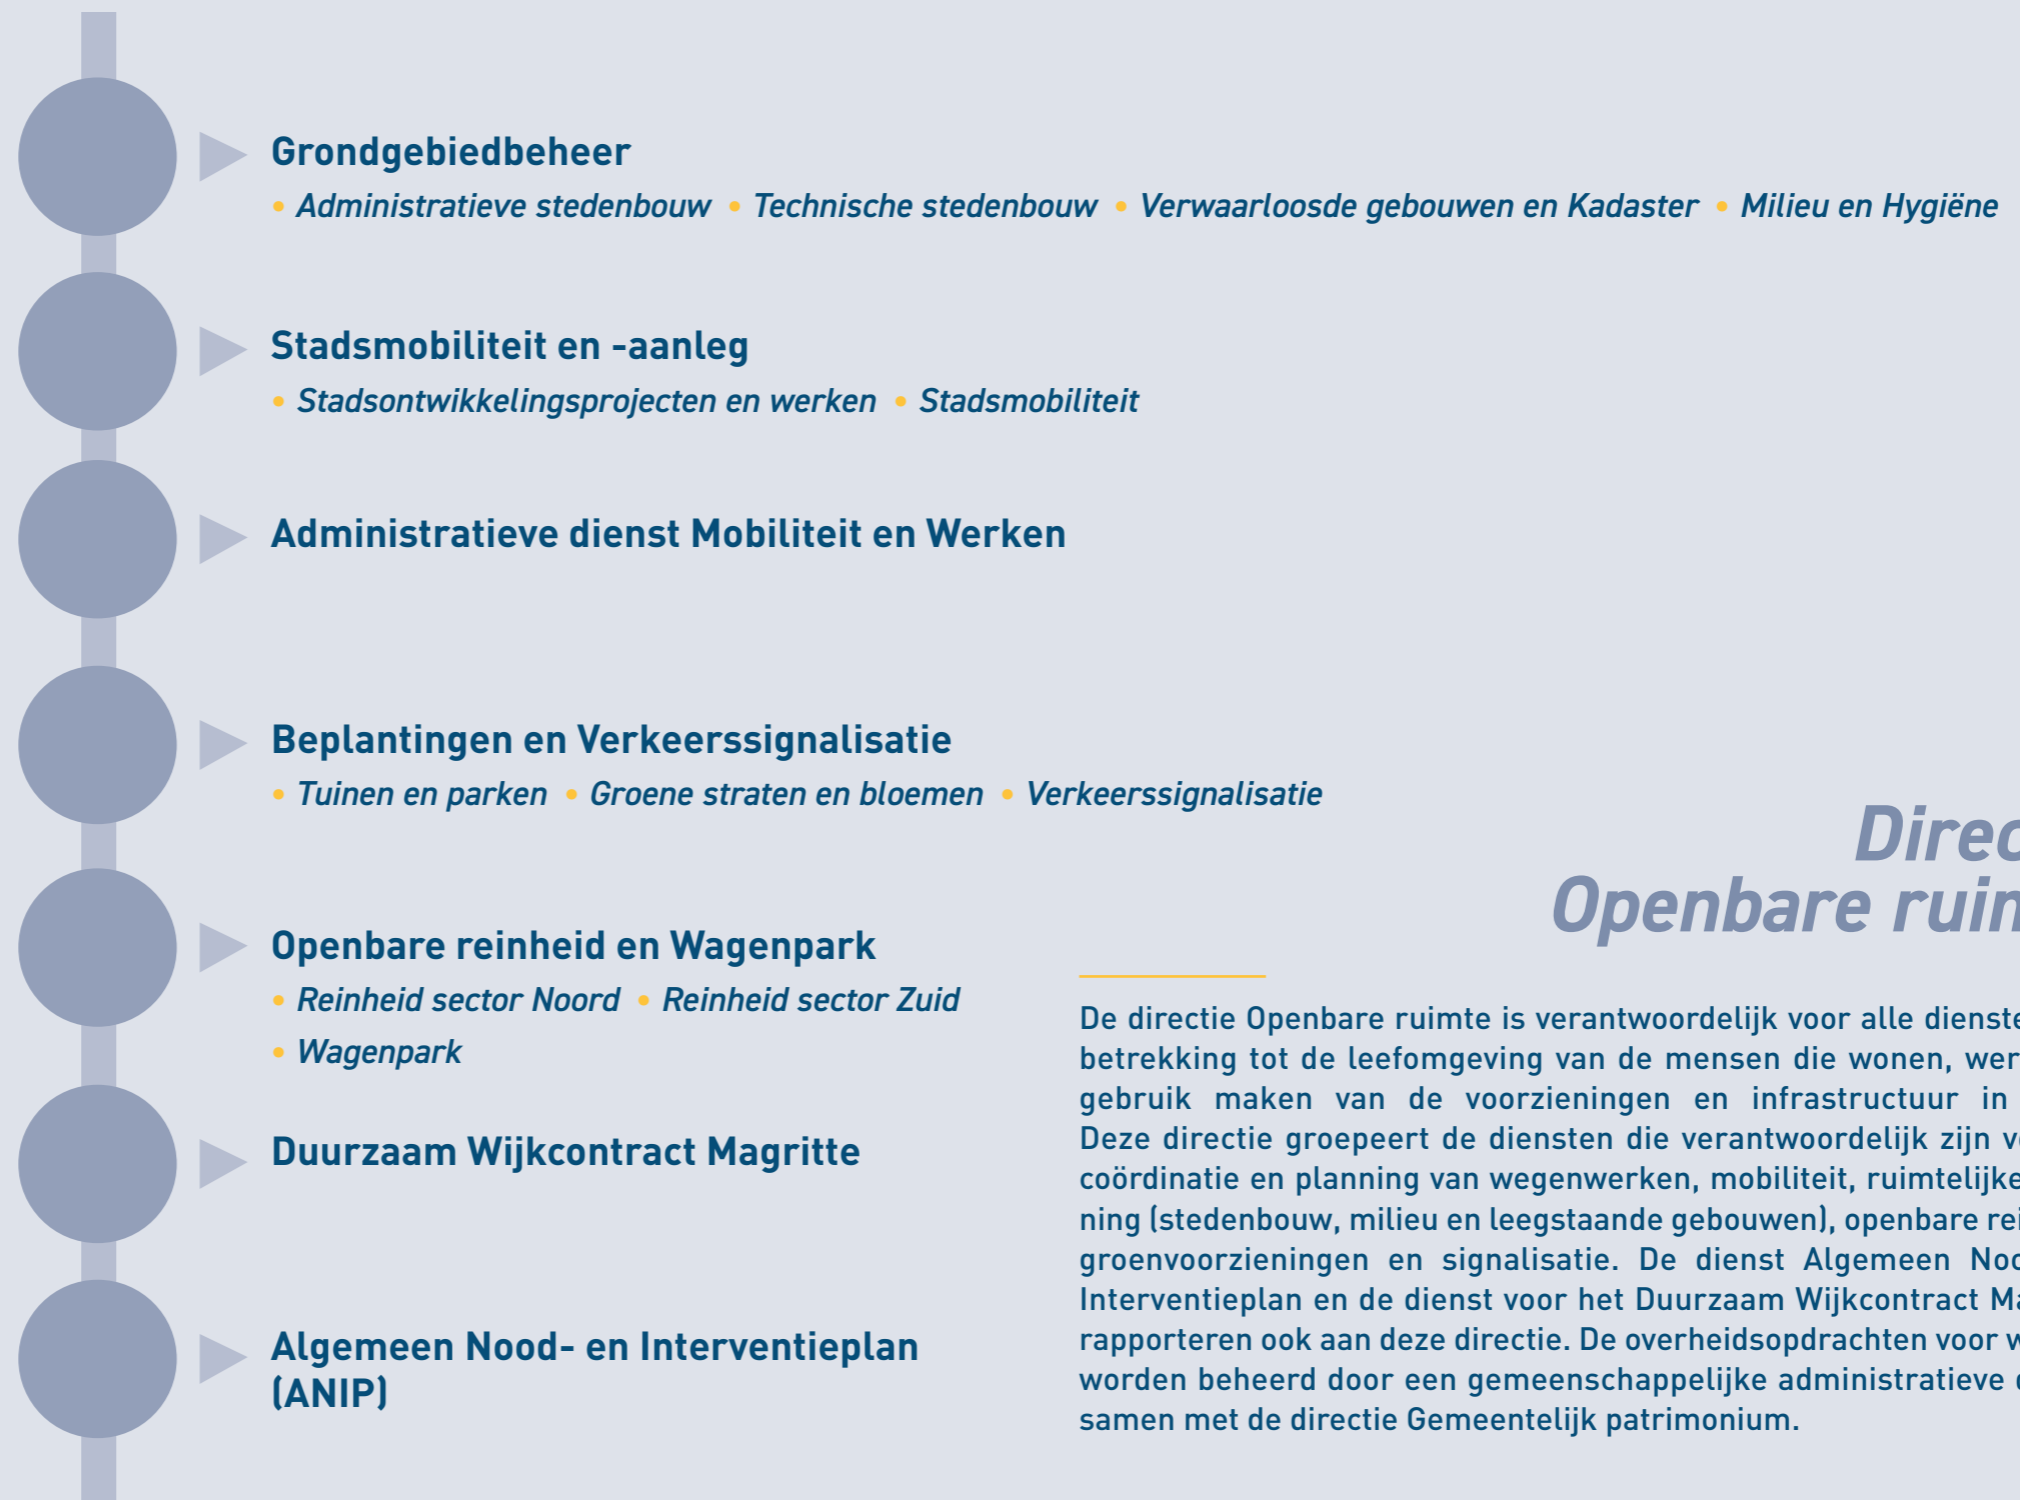 Grondgebiedbeheer
• Administratieve stedenbouw • Technische stedenbouw • Verwaarloosde gebouwen en Kadaster • Milieu en Hygiëne
Stadsmobiliteit en -aanleg
• Stadsontwikkelingsprojecten en werken • Stadsmobiliteit
Administratieve dienst Mobiliteit en Werken
Beplantingen en Verkeerssignalisatie
• Tuinen en parken • Groene straten en bloemen • Verkeerssignalisatie
Openbare reinheid en Wagenpark
• Reinheid sector Noord • Reinheid sector Zuid
• Wagenpark
Duurzaam Wijkcontract Magritte
Algemeen Nood- en Interventieplan
(ANIP)
Openbare
De directie Openbare ruimte is verantwoordelijk voor alle
betrekking tot de leefomgeving van de mensen die wonen,
gebruik maken van de voorzieningen en infrastructuur in
Deze directie groepeert de diensten die verantwoordelijk zijn
coördinatie en planning van wegenwerken, mobiliteit, ruimtelijke
ning (stedenbouw, milieu en leegstaande gebouwen), openbare
groenvoorzieningen en signalisatie. De dienst Algemeen
Interventieplan en de dienst voor het Duurzaam Wijkcontract
rapporteren ook aan deze directie. De overheidsopdrachten voor
worden beheerd door een gemeenschappelijke administratieve
samen met de directie Gemeentelijk patrimonium.